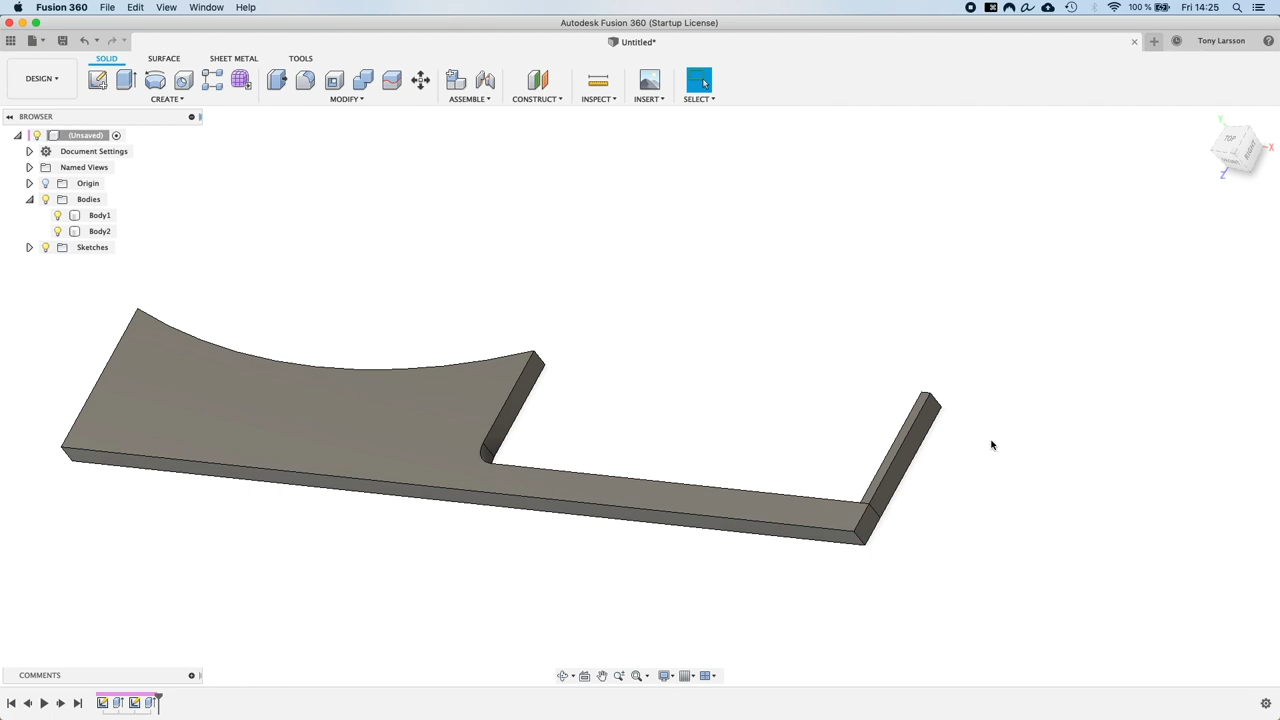 Fusion 360 File Edit View Window Help 100 % Fri 14:25
Autodesk Fusion 360 (Startup License)
Untitled* Tony Larsson
SOLID SURFACE SHEET METAL TOOLS
DESIGN
CREATE MODIFY ASSEMBLE CONSTRUCT INSPECT INSERT SELECT
BROWSER
(Unsaved)
Document Settings
Named Views
Origin
Bodies
Body1
Body2
Sketches
Y
TOP
RIGHT
X
Z
COMMENTS